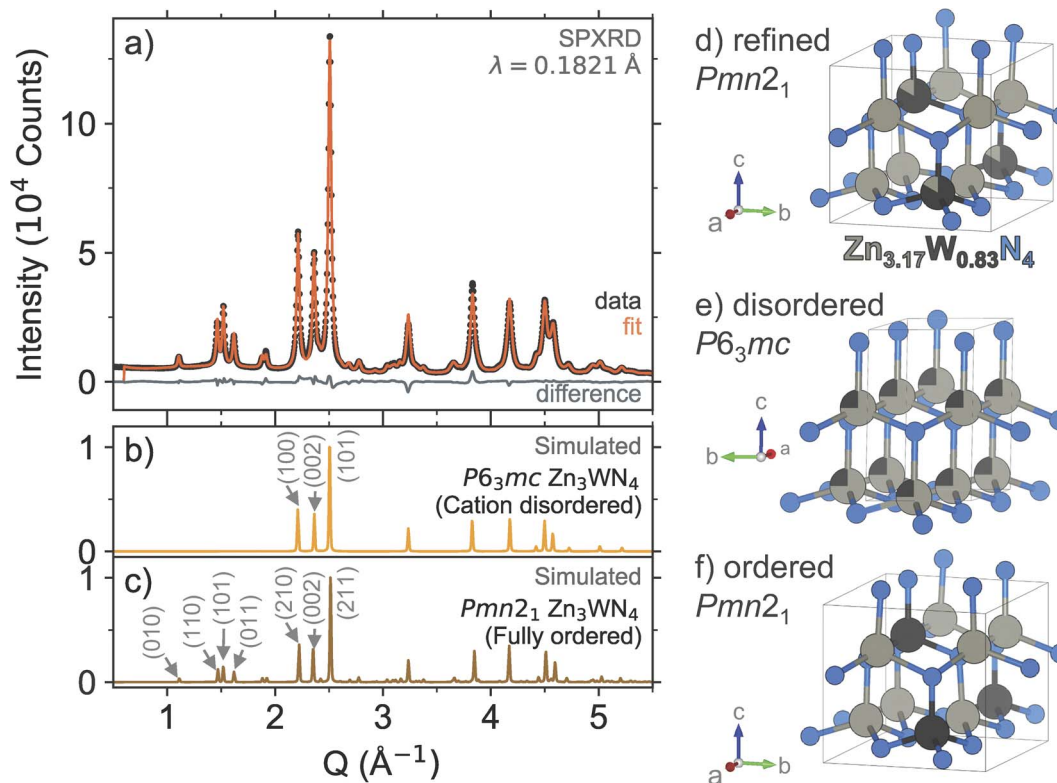 a)
SPXRD
λ = 0.1821 Å
Intensity (10⁴ Counts)
10
5
0
data
fit
difference
b)
Simulated
P6₃mc Zn₃WN₄
(Cation disordered)
(100)
(002)
(101)
1
0
c)
Simulated
Pmn2₁ Zn₃WN₄
(Fully ordered)
(010)
(110)
(101)
(011)
(210)
(002)
(211)
1
0
1 2 3 4 5
Q (Å⁻¹)
d) refined
Pmn2₁
c
a
b
Zn₃.₁₇W₀.₈₃N₄
e) disordered
P6₃mc
c
b
a
f) ordered
Pmn2₁
c
a
b